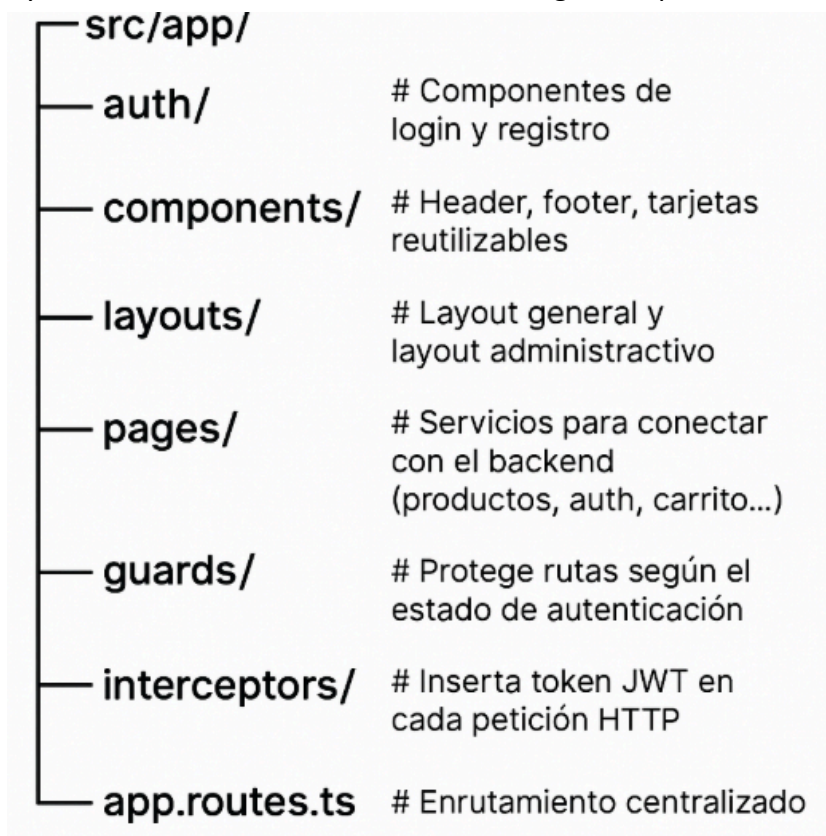 src/app/
auth/ # Componentes de
login y registro
components/ # Header, footer, tarjetas
reutilizables
layouts/ # Layout general y
layout administractivo
pages/ # Servicios para conectar
con el backend
(productos, auth, carrito...)
guards/ # Protege rutas según el
estado de autenticación
interceptors/ # Inserta token JWT en
cada petición HTTP
app.routes.ts # Enrutamiento centralizado